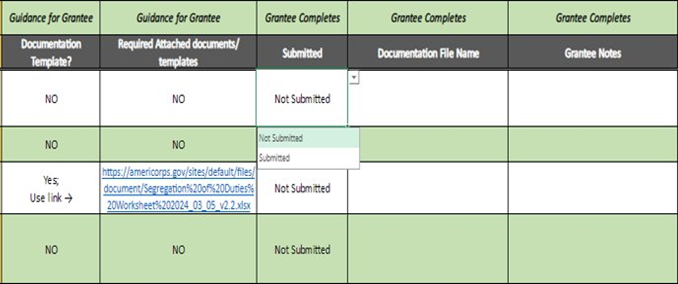 Guidance for Grantee Guidance for Grantee Grantee Completes Grantee Completes Grantee Completes
Documentation Template? Required Attached documents/ templates Submitted Documentation File Name Grantee Notes
NO NO Not Submitted
NO NO
Not Submitted
Submitted
Yes;
Use link →
https://americorps.gov/sites/default/files/
document/Segregation%20of%20Duties%
20Worksheet%202024_03_05_v2.2.xlsx
Not Submitted
NO NO Not Submitted